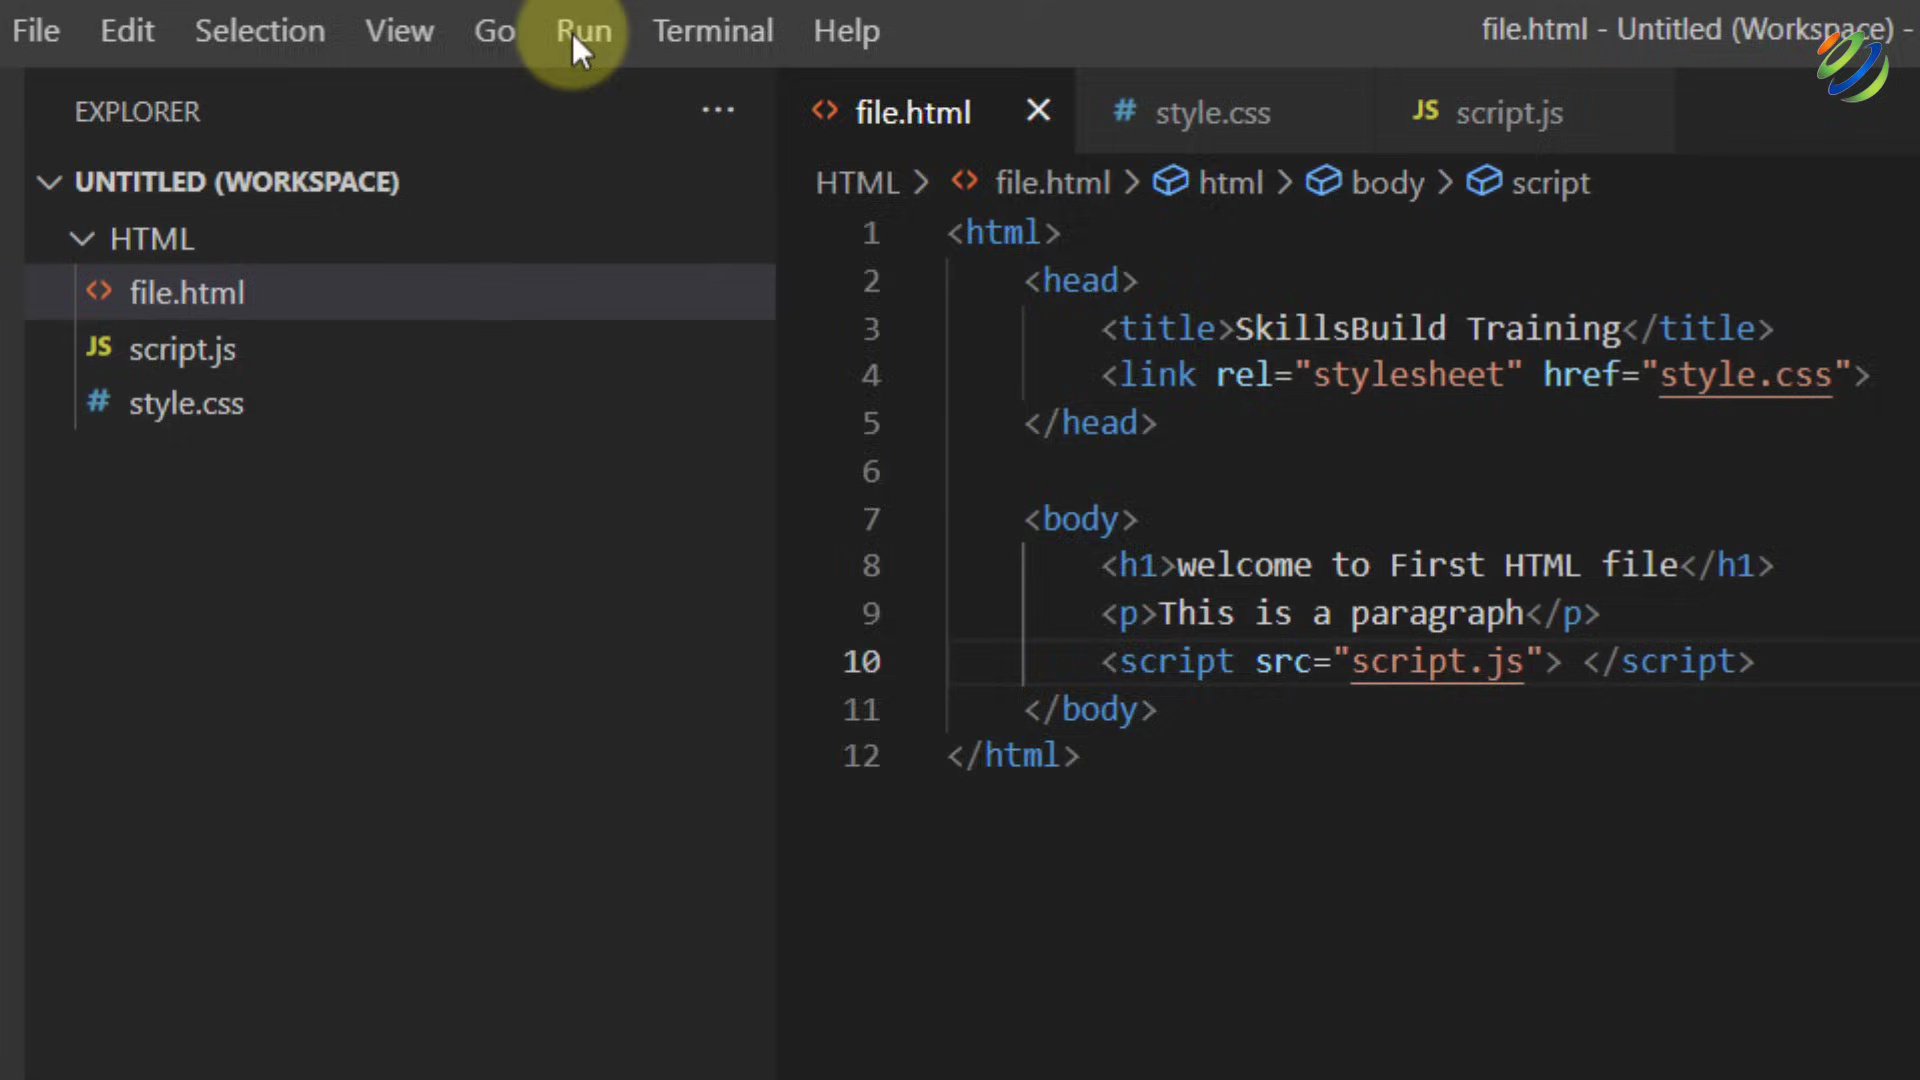 File Edit Selection View Go Run Terminal Help file.html - Untitled (Workspace) -
EXPLORER ···
file.html # style.css JS script.js
UNTITLED (WORKSPACE)
HTML > file.html > html > body > script
HTML
file.html
JS script.js
# style.css
1 <html>
2 <head>
3 <title>SkillsBuild Training</title>
4 <link rel="stylesheet" href="style.css">
5 </head>
6
7 <body>
8 <h1>welcome to First HTML file</h1>
9 <p>This is a paragraph</p>
10 <script src="script.js"> </script>
11 </body>
12 </html>